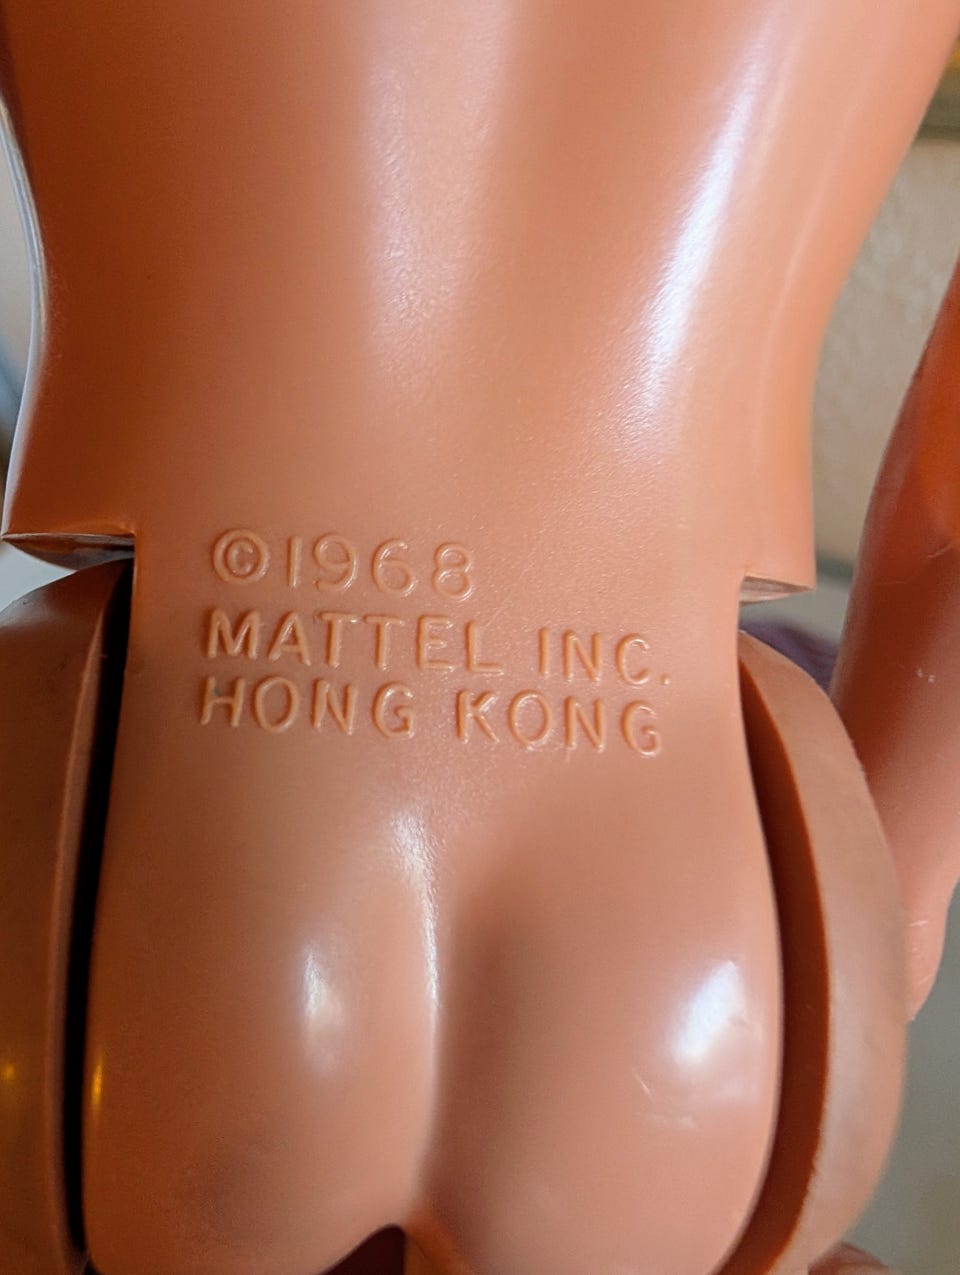 ©1968
MATTEL INC.
HONG KONG